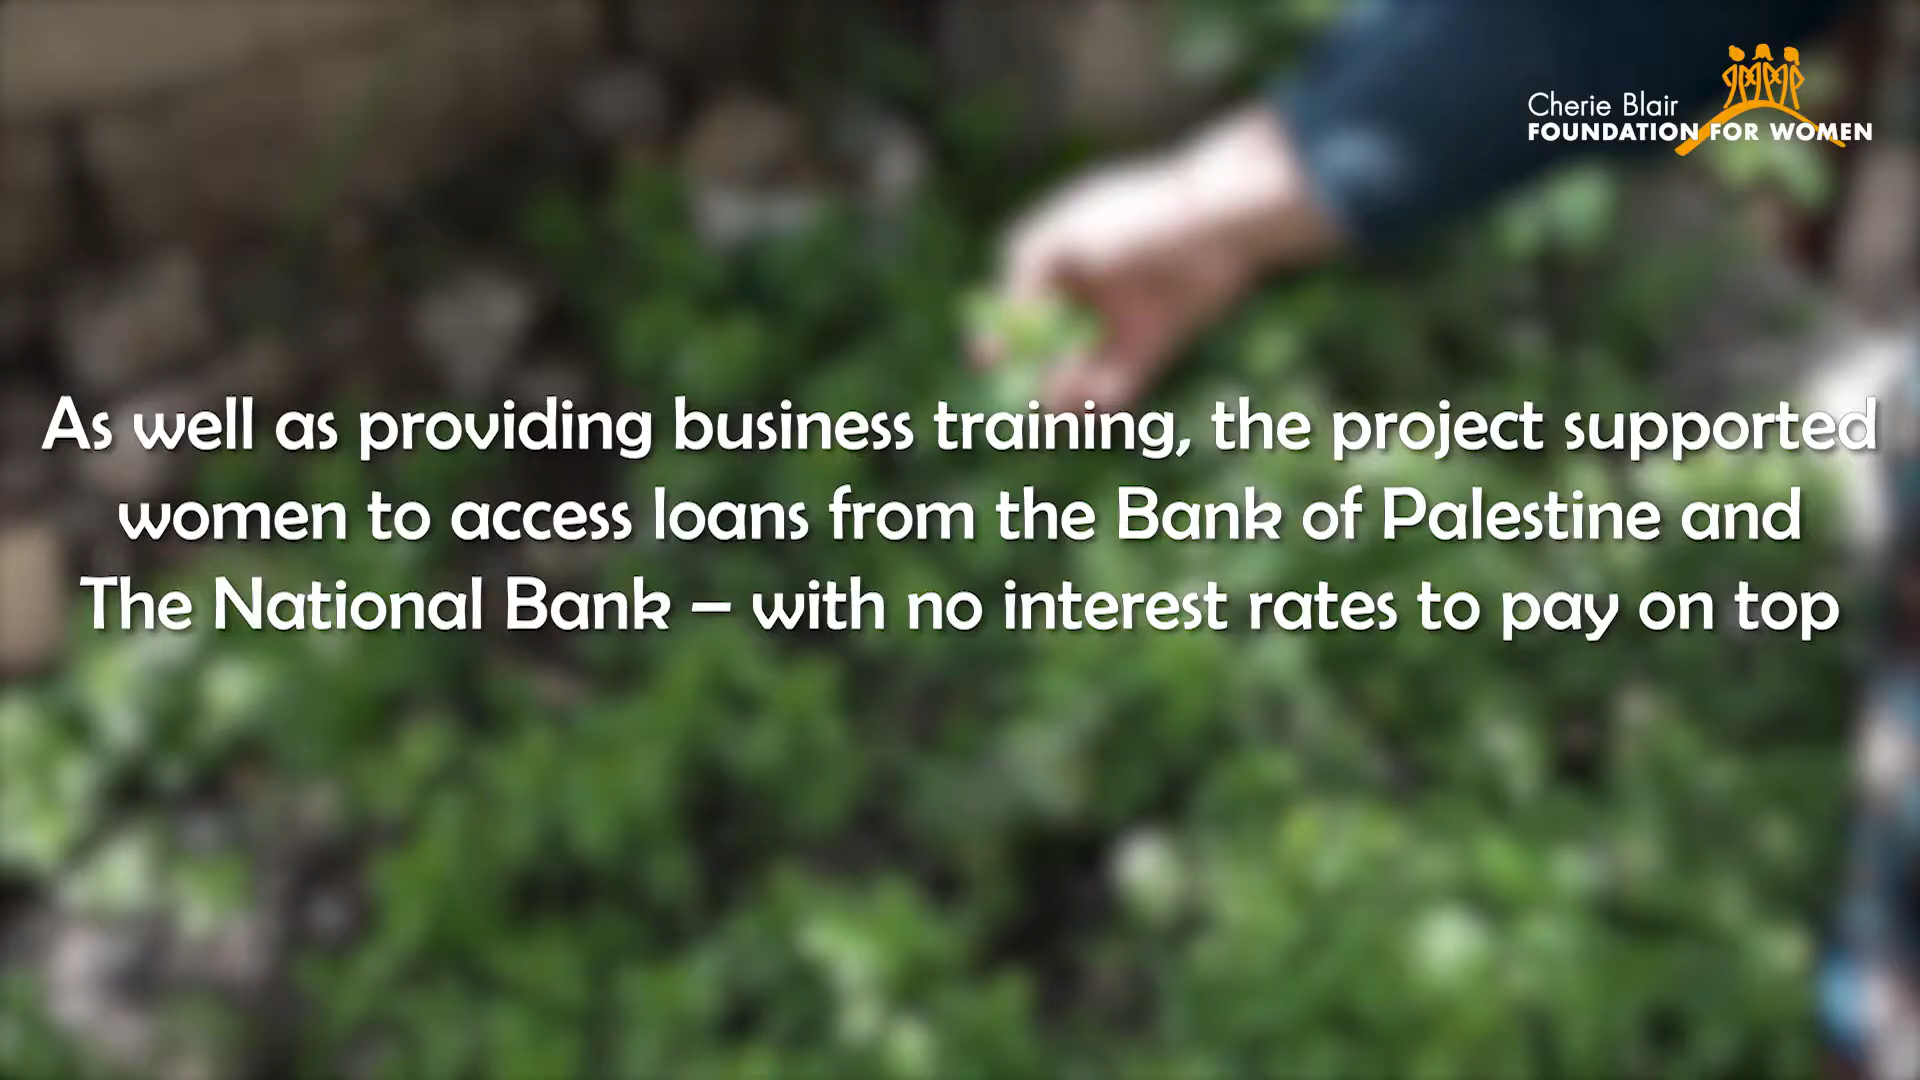 Cherie Blair
FOUNDATION FOR WOMEN
As well as providing business training, the project supported
women to access loans from the Bank of Palestine and
The National Bank – with no interest rates to pay on top